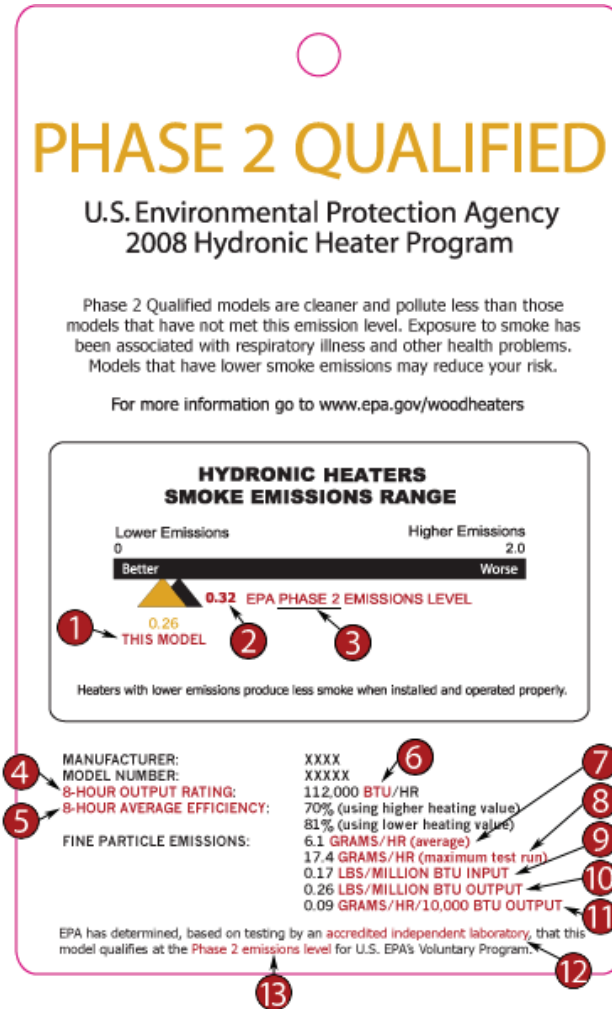 PHASE 2 QUALIFIED
U.S. Environmental Protection Agency
2008 Hydronic Heater Program
Phase 2 Qualified models are cleaner and pollute less than those
models that have not met this emission level. Exposure to smoke has
been associated with respiratory illness and other health problems.
Models that have lower smoke emissions may reduce your risk.
For more information go to www.epa.gov/woodheaters
HYDRONIC HEATERS
SMOKE EMISSIONS RANGE
Lower Emissions Higher Emissions
0 2.0
Better Worse
0.32 EPA PHASE 2 EMISSIONS LEVEL
0.26
1 THIS MODEL 2 3
Heaters with lower emissions produce less smoke when installed and operated properly.
6
MANUFACTURER: XXXX
MODEL NUMBER: XXXXX 7
4 8-HOUR OUTPUT RATING: 112,000 BTU/HR
5 8-HOUR AVERAGE EFFICIENCY: 70% (using higher heating value) 8
81% (using lower heating value)
FINE PARTICLE EMISSIONS: 6.1 GRAMS/HR (average) 9
17.4 GRAMS/HR (maximum test run)
0.17 LBS/MILLION BTU INPUT
0.26 LBS/MILLION BTU OUTPUT 10
0.09 GRAMS/HR/10,000 BTU OUTPUT 11
EPA has determined, based on testing by an accredited independent laboratory, that this
model qualifies at the Phase 2 emissions level for U.S. EPA's Voluntary Program.
12
13